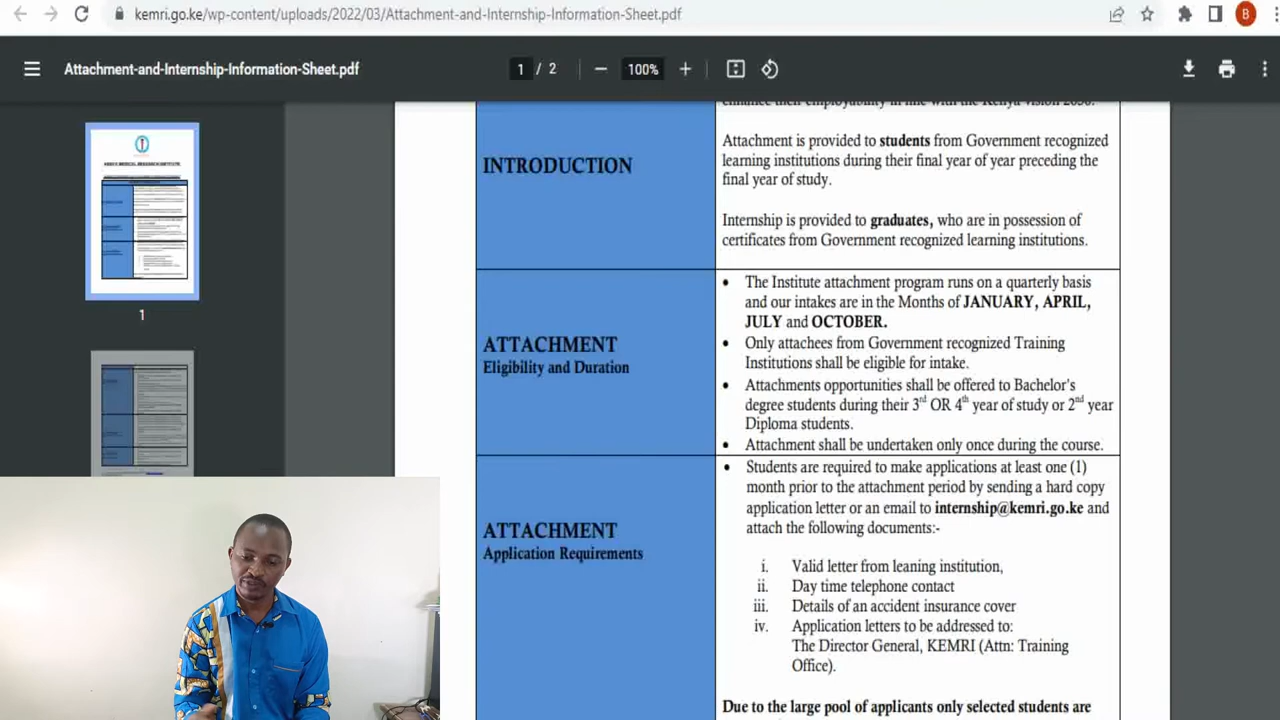 kemri.go.ke/wp-content/uploads/2022/03/Attachment-and-Internship-Information-Sheet.pdf
B
Attachment-and-Internship-Information-Sheet.pdf
1 / 2
100%
1
enhance their employability in line with the Kenya Vision 2030.
INTRODUCTION
Attachment is provided to students from Government recognized
learning institutions during their final year of year preceding the
final year of study.
Internship is provided to graduates, who are in possession of
certificates from Government recognized learning institutions.
ATTACHMENT
Eligibility and Duration
• The Institute attachment program runs on a quarterly basis
and our intakes are in the Months of JANUARY, APRIL,
JULY and OCTOBER.
• Only attachees from Government recognized Training
Institutions shall be eligible for intake.
• Attachments opportunities shall be offered to Bachelor's
degree students during their 3rd OR 4th year of study or 2nd year
Diploma students.
• Attachment shall be undertaken only once during the course.
ATTACHMENT
Application Requirements
• Students are required to make applications at least one (1)
month prior to the attachment period by sending a hard copy
application letter or an email to internship@kemri.go.ke and
attach the following documents:-
i. Valid letter from leaning institution,
ii. Day time telephone contact
iii. Details of an accident insurance cover
iv. Application letters to be addressed to:
The Director General, KEMRI (Attn: Training
Office).
Due to the large pool of applicants only selected students are